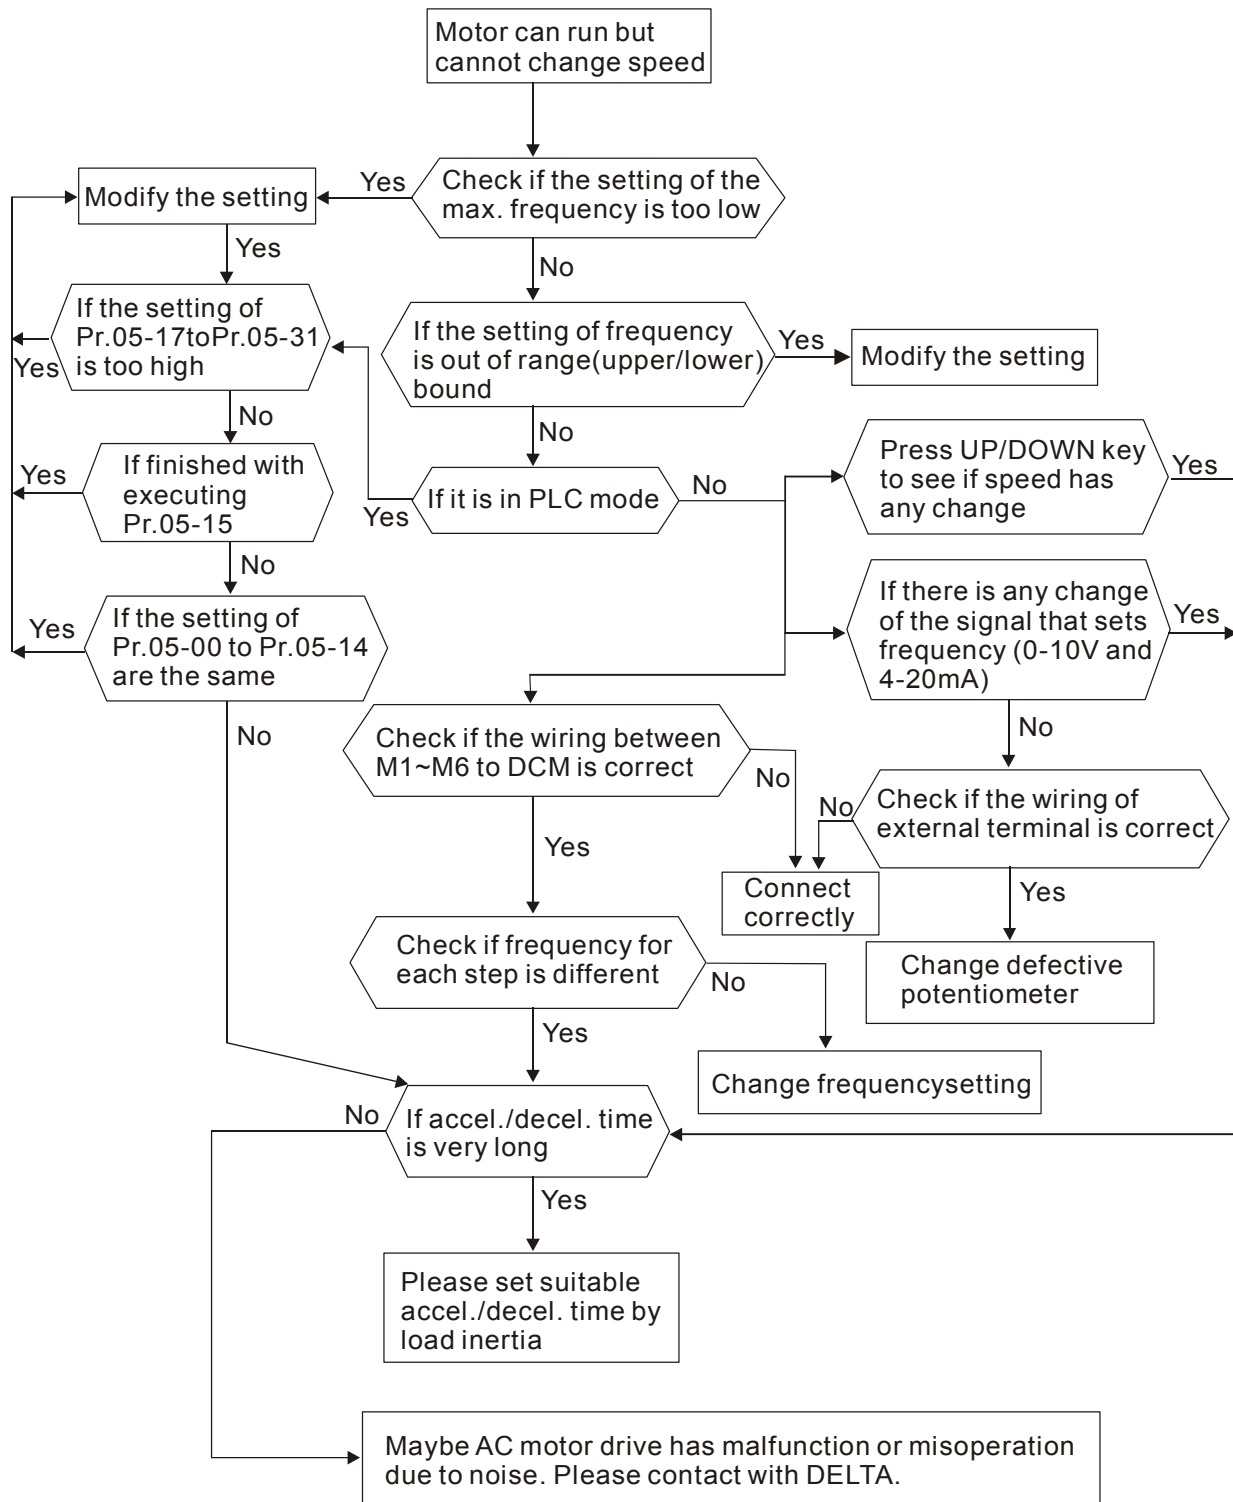 Motor can run but
cannot change speed
Yes
Check if the setting of the
max. frequency is too low
Modify the setting
Yes
No
If the setting of
Pr.05-17toPr.05-31
is too high
Yes
If the setting of frequency
is out of range(upper/lower)
bound
Yes
Modify the setting
No
No
If finished with
executing
Pr.05-15
Yes
If it is in PLC mode
Yes
No
Press UP/DOWN key
to see if speed has
any change
Yes
No
If the setting of
Pr.05-00 to Pr.05-14
are the same
Yes
If there is any change
of the signal that sets
frequency (0-10V and
4-20mA)
Yes
No
No
Check if the wiring between
M1~M6 to DCM is correct
No
No
Check if the wiring of
external terminal is correct
Yes
Connect
correctly
Yes
Check if frequency for
each step is different
No
Change defective
potentiometer
Yes
Change frequencysetting
No
If accel./decel. time
is very long
Yes
Please set suitable
accel./decel. time by
load inertia
Maybe AC motor drive has malfunction or misoperation
due to noise. Please contact with DELTA.